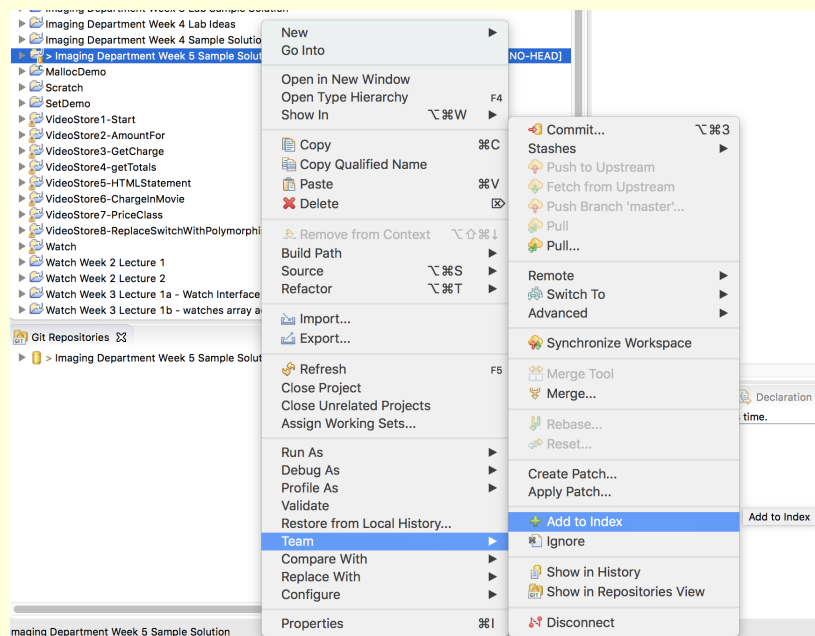 Imaging Department Week 3 Lab Sample Solution
Imaging Department Week 4 Lab Ideas
Imaging Department Week 4 Sample Solutio
> Imaging Department Week 5 Sample Solut
NO-HEAD]
MallocDemo
Scratch
SetDemo
VideoStore1-Start
VideoStore2-AmountFor
VideoStore3-GetCharge
VideoStore4-getTotals
VideoStore5-HTMLStatement
VideoStore6-ChargeInMovie
VideoStore7-PriceClass
VideoStore8-ReplaceSwitchWithPolymorphi
Watch
Watch Week 2 Lecture 1
Watch Week 2 Lecture 2
Watch Week 3 Lecture 1a - Watch Interface
Watch Week 3 Lecture 1b - watches array a
Git Repositories
> Imaging Department Week 5 Sample Solut
maging Department Week 5 Sample Solution
New
Go Into
Open in New Window
Open Type Hierarchy F4
Show In ⌥⌘W
Copy ⌘C
Copy Qualified Name
Paste ⌘V
Delete ⌦
Remove from Context ⌥⇧⌘↓
Build Path
Source ⌥⌘S
Refactor ⌥⌘T
Import...
Export...
Refresh F5
Close Project
Close Unrelated Projects
Assign Working Sets...
Run As
Debug As
Profile As
Validate
Restore from Local History...
Team
Compare With
Replace With
Configure
Properties ⌘I
Commit... ⌥⌘3
Stashes
Push to Upstream
Fetch from Upstream
Push Branch 'master'...
Pull
Pull...
Remote
Switch To
Advanced
Synchronize Workspace
Merge Tool
Merge...
Rebase...
Reset...
Create Patch...
Apply Patch...
Add to Index
Ignore
Show in History
Show in Repositories View
Disconnect
Declaration
time.
Add to Index